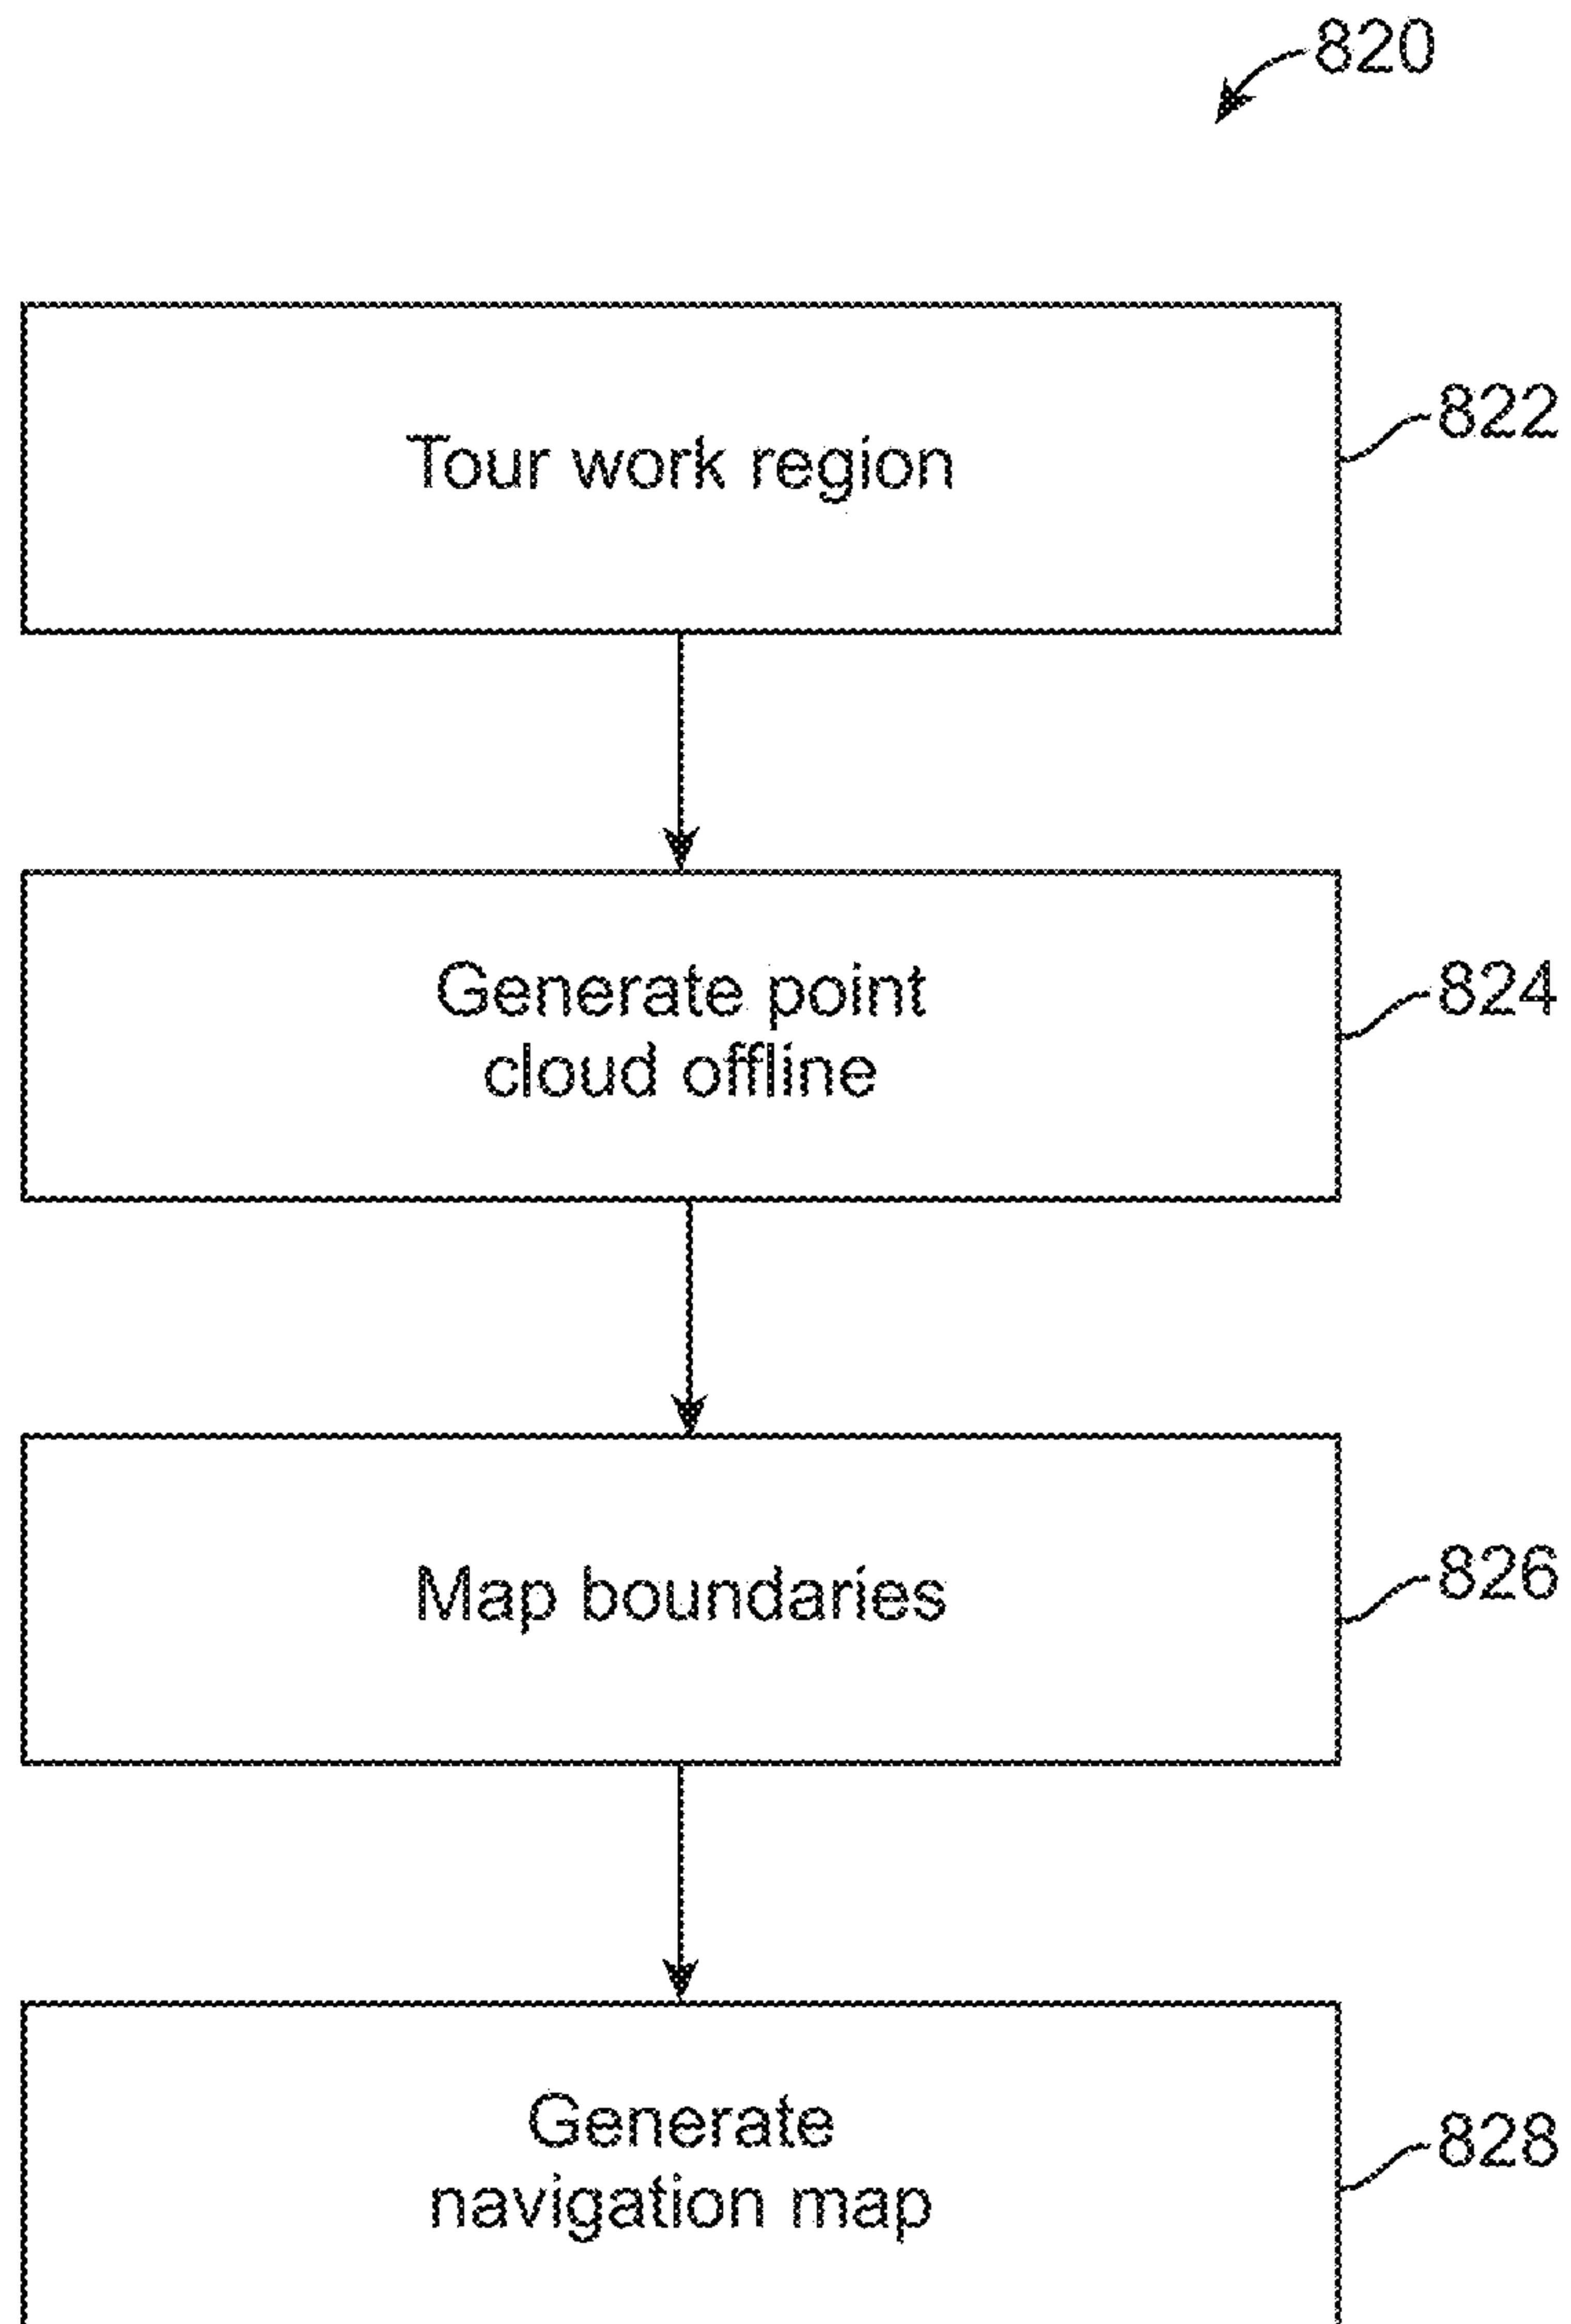 820
Tour work region
822
Generate point
cloud offline
824
Map boundaries
826
Generate
navigation map
828